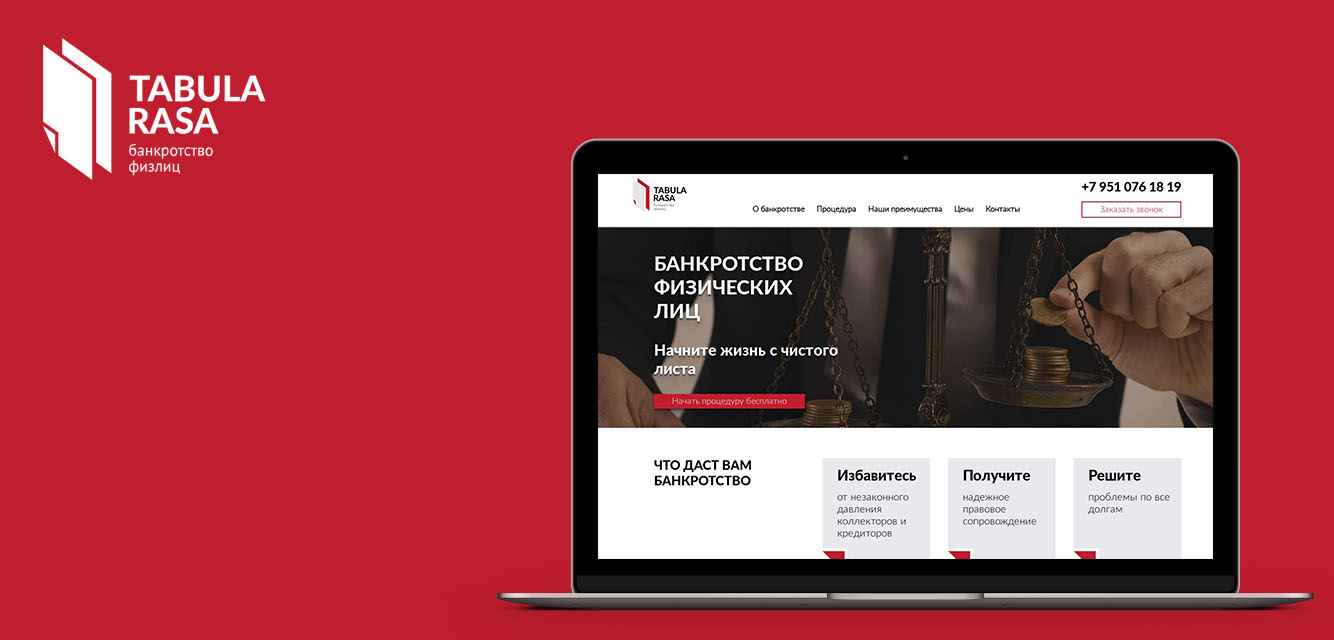 TABULA
RASA
банкротство
физлиц
TABULA
RASA
банкротство
физлиц
О банкротстве Процедура Наши преимущества Цены Контакты
+7 951 076 18 19
Заказать звонок
БАНКРОТСТВО
ФИЗИЧЕСКИХ
ЛИЦ
Начните жизнь с чистого
листа
Начать процедуру бесплатно
ЧТО ДАСТ ВАМ
БАНКРОТСТВО
Избавитесь
от незаконного
давления
коллекторов и
кредиторов
Получите
надежное
правовое
сопровождение
Решите
проблемы по все
долгам